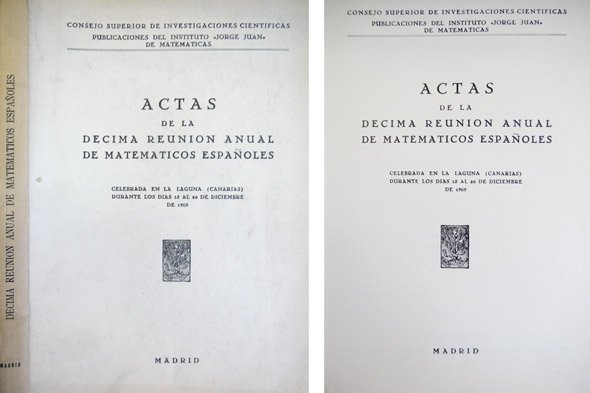 DECIMA REUNION ANUAL DE MATEMATICOS ESPAÑOLES
MADRID
CONSEJO SUPERIOR DE INVESTIGACIONES CIENTIFICAS
PUBLICACIONES DEL INSTITUTO «JORGE JUAN»
DE MATEMATICAS
ACTAS
DE LA
DECIMA REUNION ANUAL
DE MATEMATICOS ESPAÑOLES
CELEBRADA EN LA LAGUNA (CANARIAS)
DURANTE LOS DIAS 15 AL 20 DE DICIEMBRE
DE 1969
MADRID
CONSEJO SUPERIOR DE INVESTIGACIONES CIENTIFICAS
PUBLICACIONES DEL INSTITUTO «JORGE JUAN»
DE MATEMATICAS
ACTAS
DE LA
DECIMA REUNION ANUAL
DE MATEMATICOS ESPAÑOLES
CELEBRADA EN LA LAGUNA (CANARIAS)
DURANTE LOS DIAS 15 AL 20 DE DICIEMBRE
DE 1969
MADRID